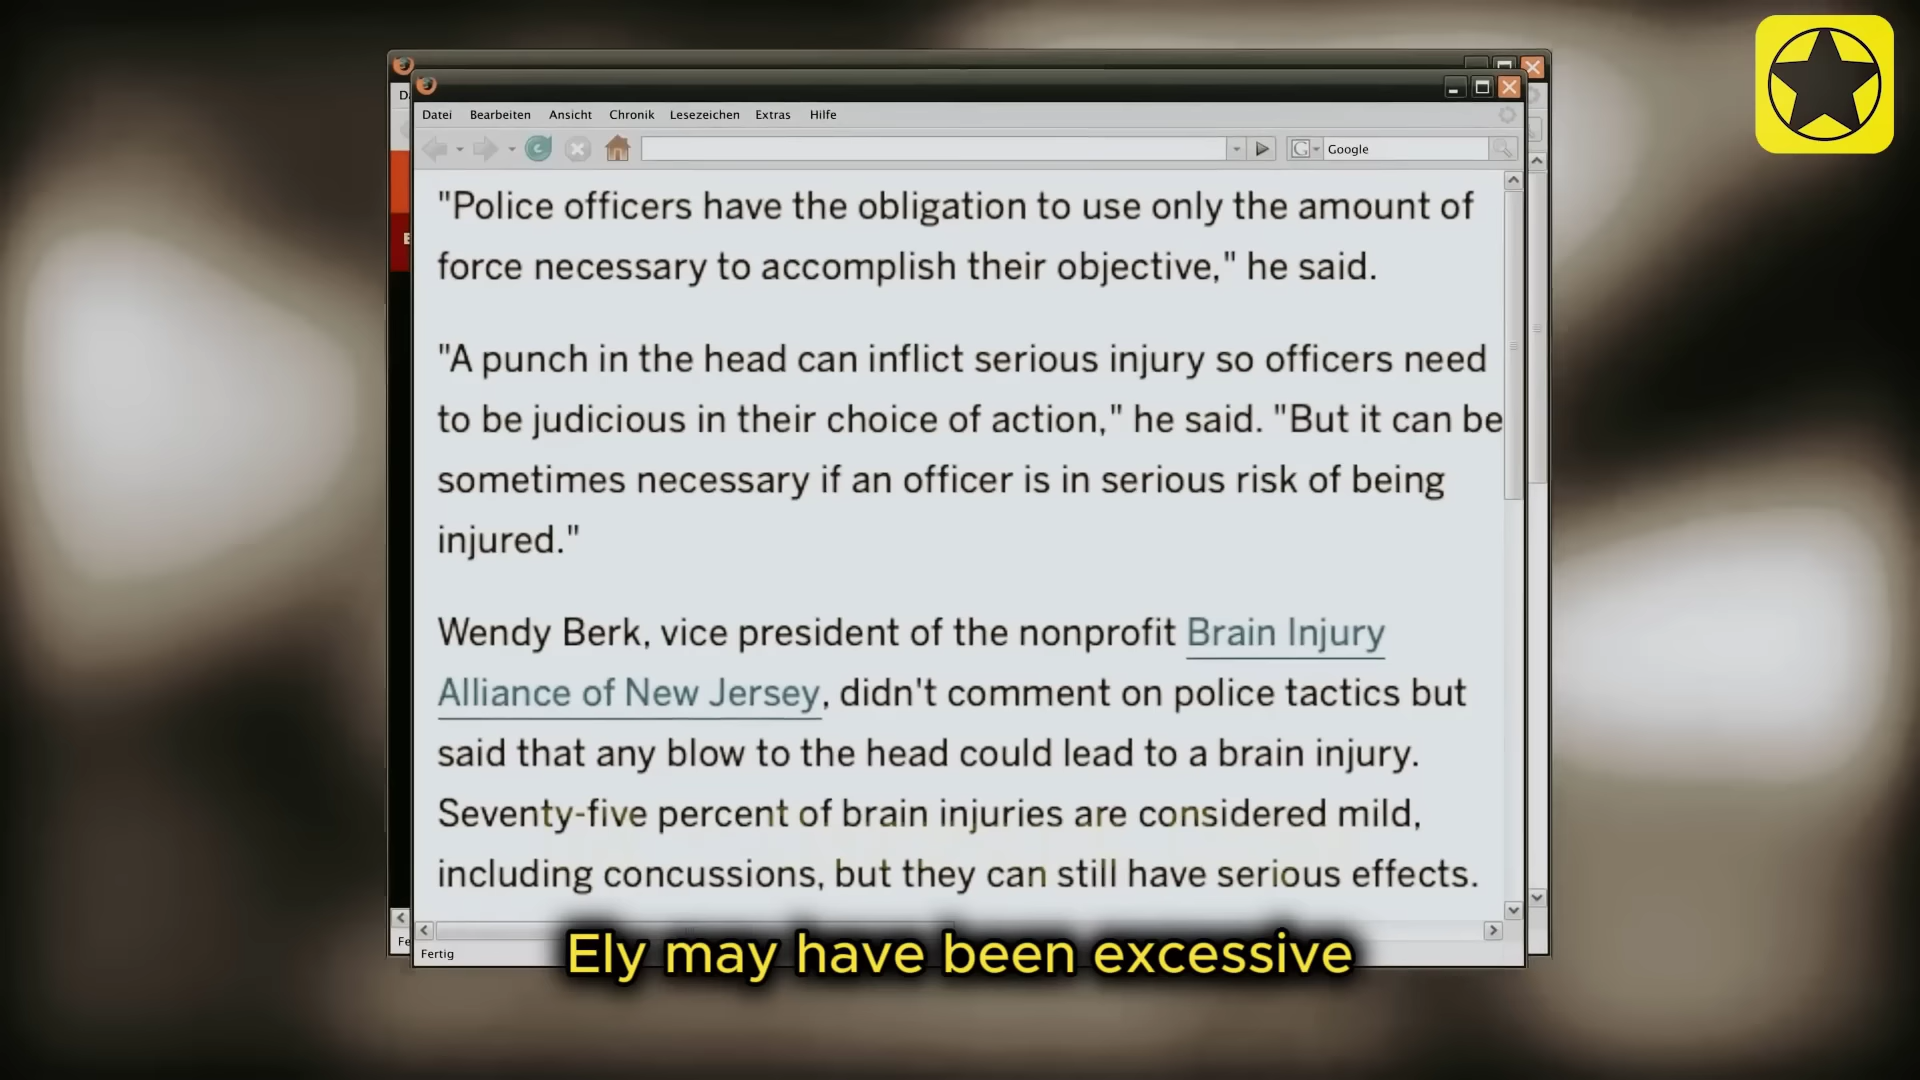 Datei Bearbeiten Ansicht Chronik Lesezeichen Extras Hilfe
Google
"Police officers have the obligation to use only the amount of
force necessary to accomplish their objective," he said.
"A punch in the head can inflict serious injury so officers need
to be judicious in their choice of action," he said. "But it can be
sometimes necessary if an officer is in serious risk of being
injured."
Wendy Berk, vice president of the nonprofit Brain Injury
Alliance of New Jersey, didn't comment on police tactics but
said that any blow to the head could lead to a brain injury.
Seventy-five percent of brain injuries are considered mild,
including concussions, but they can still have serious effects.
Fertig
Ely may have been excessive